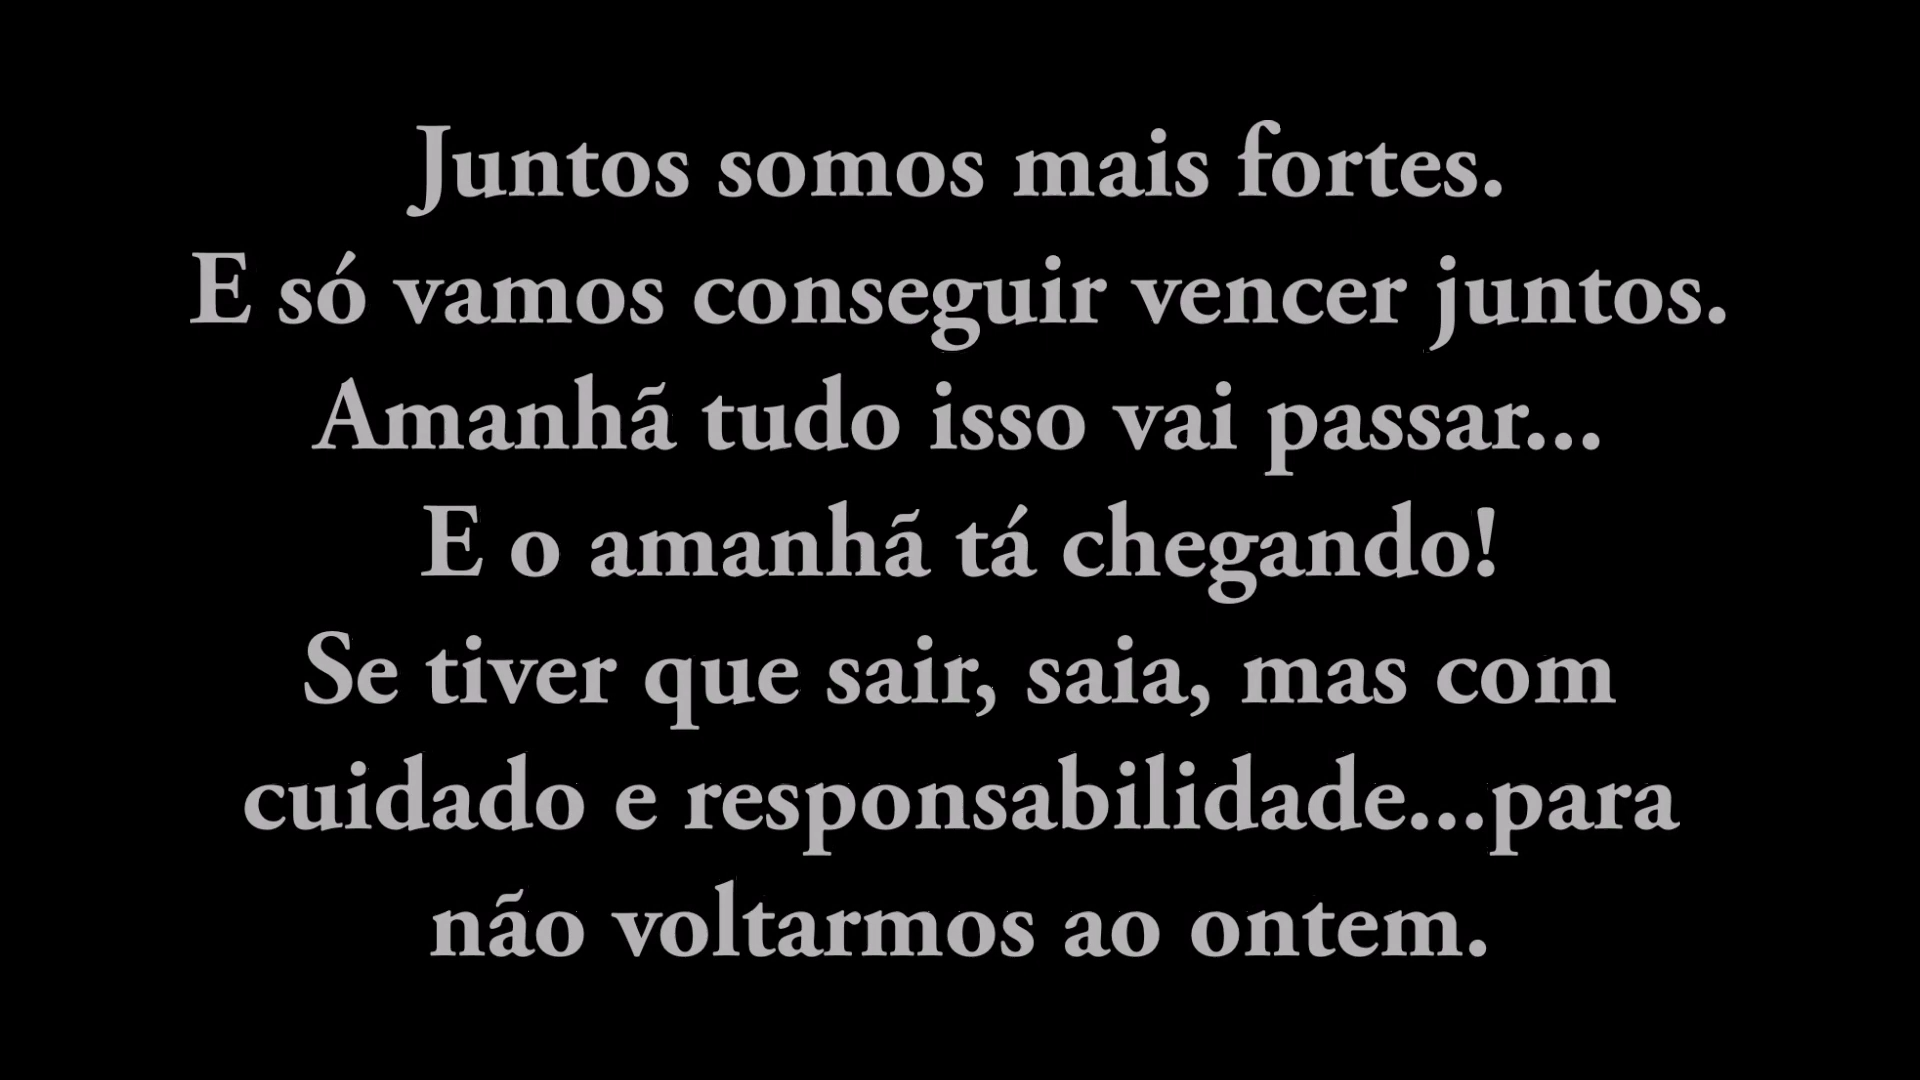 Juntos somos mais fortes.
E só vamos conseguir vencer juntos.
Amanhã tudo isso vai passar...
E o amanhã tá chegando!
Se tiver que sair, saia, mas com
cuidado e responsabilidade...para
não voltarmos ao ontem.